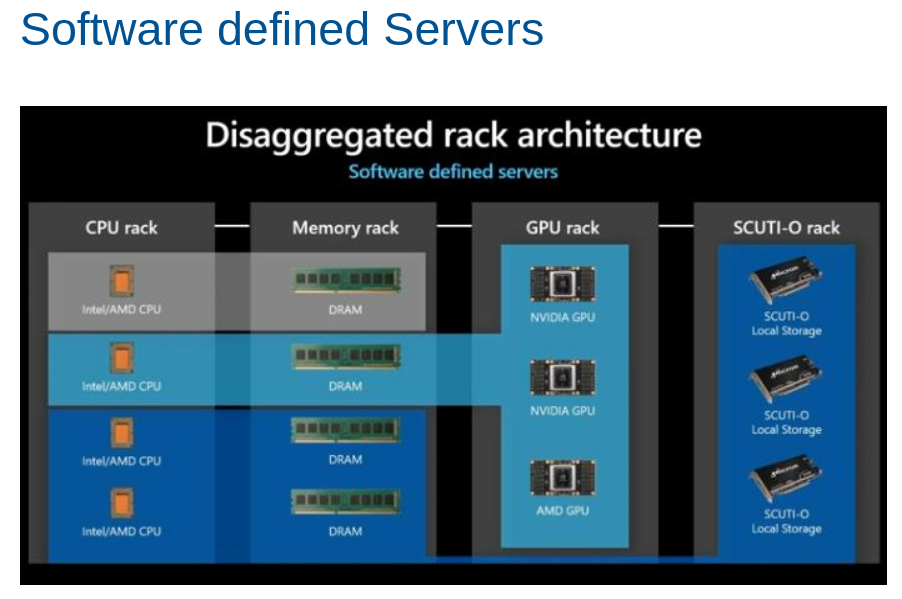 Software defined Servers
Disaggregated rack architecture
Software defined servers
CPU rack
Memory rack
GPU rack
SCUTI-O rack
Intel/AMD CPU
DRAM
NVIDIA GPU
SCUTI-O
Local Storage
Intel/AMD CPU
DRAM
NVIDIA GPU
SCUTI-O
Local Storage
Intel/AMD CPU
DRAM
AMD GPU
SCUTI-O
Local Storage
Intel/AMD CPU
DRAM